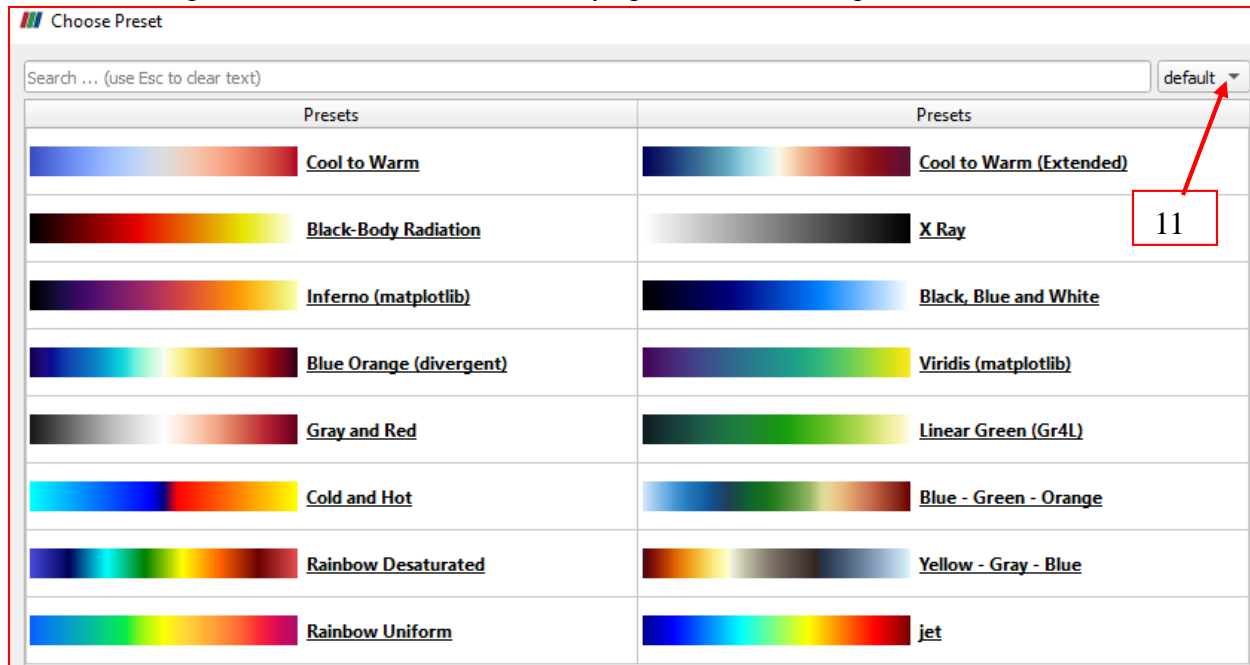 Choose Preset
Search ... (use Esc to clear text) default
Presets Presets
Cool to Warm Cool to Warm (Extended)
11
Black-Body Radiation X Ray
Inferno (matplotlib) Black, Blue and White
Blue Orange (divergent) Viridis (matplotlib)
Gray and Red Linear Green (Gr4L)
Cold and Hot Blue - Green - Orange
Rainbow Desaturated Yellow - Gray - Blue
Rainbow Uniform jet